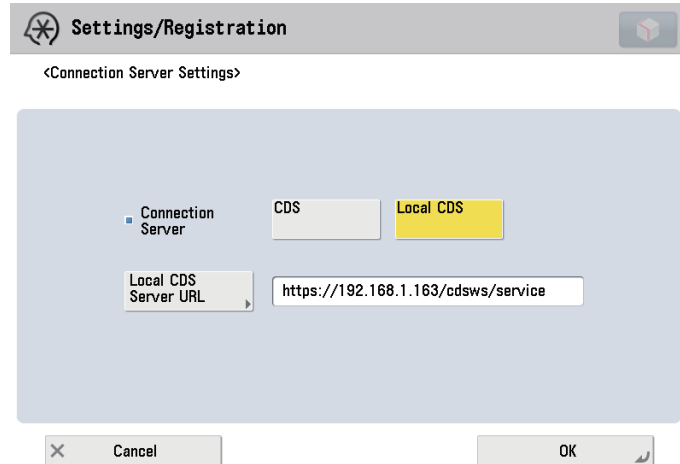 Settings/Registration
<Connection Server Settings>
Connection
Server
CDS
Local CDS
Local CDS
Server URL
https://192.168.1.163/cdsws/service
Cancel
OK